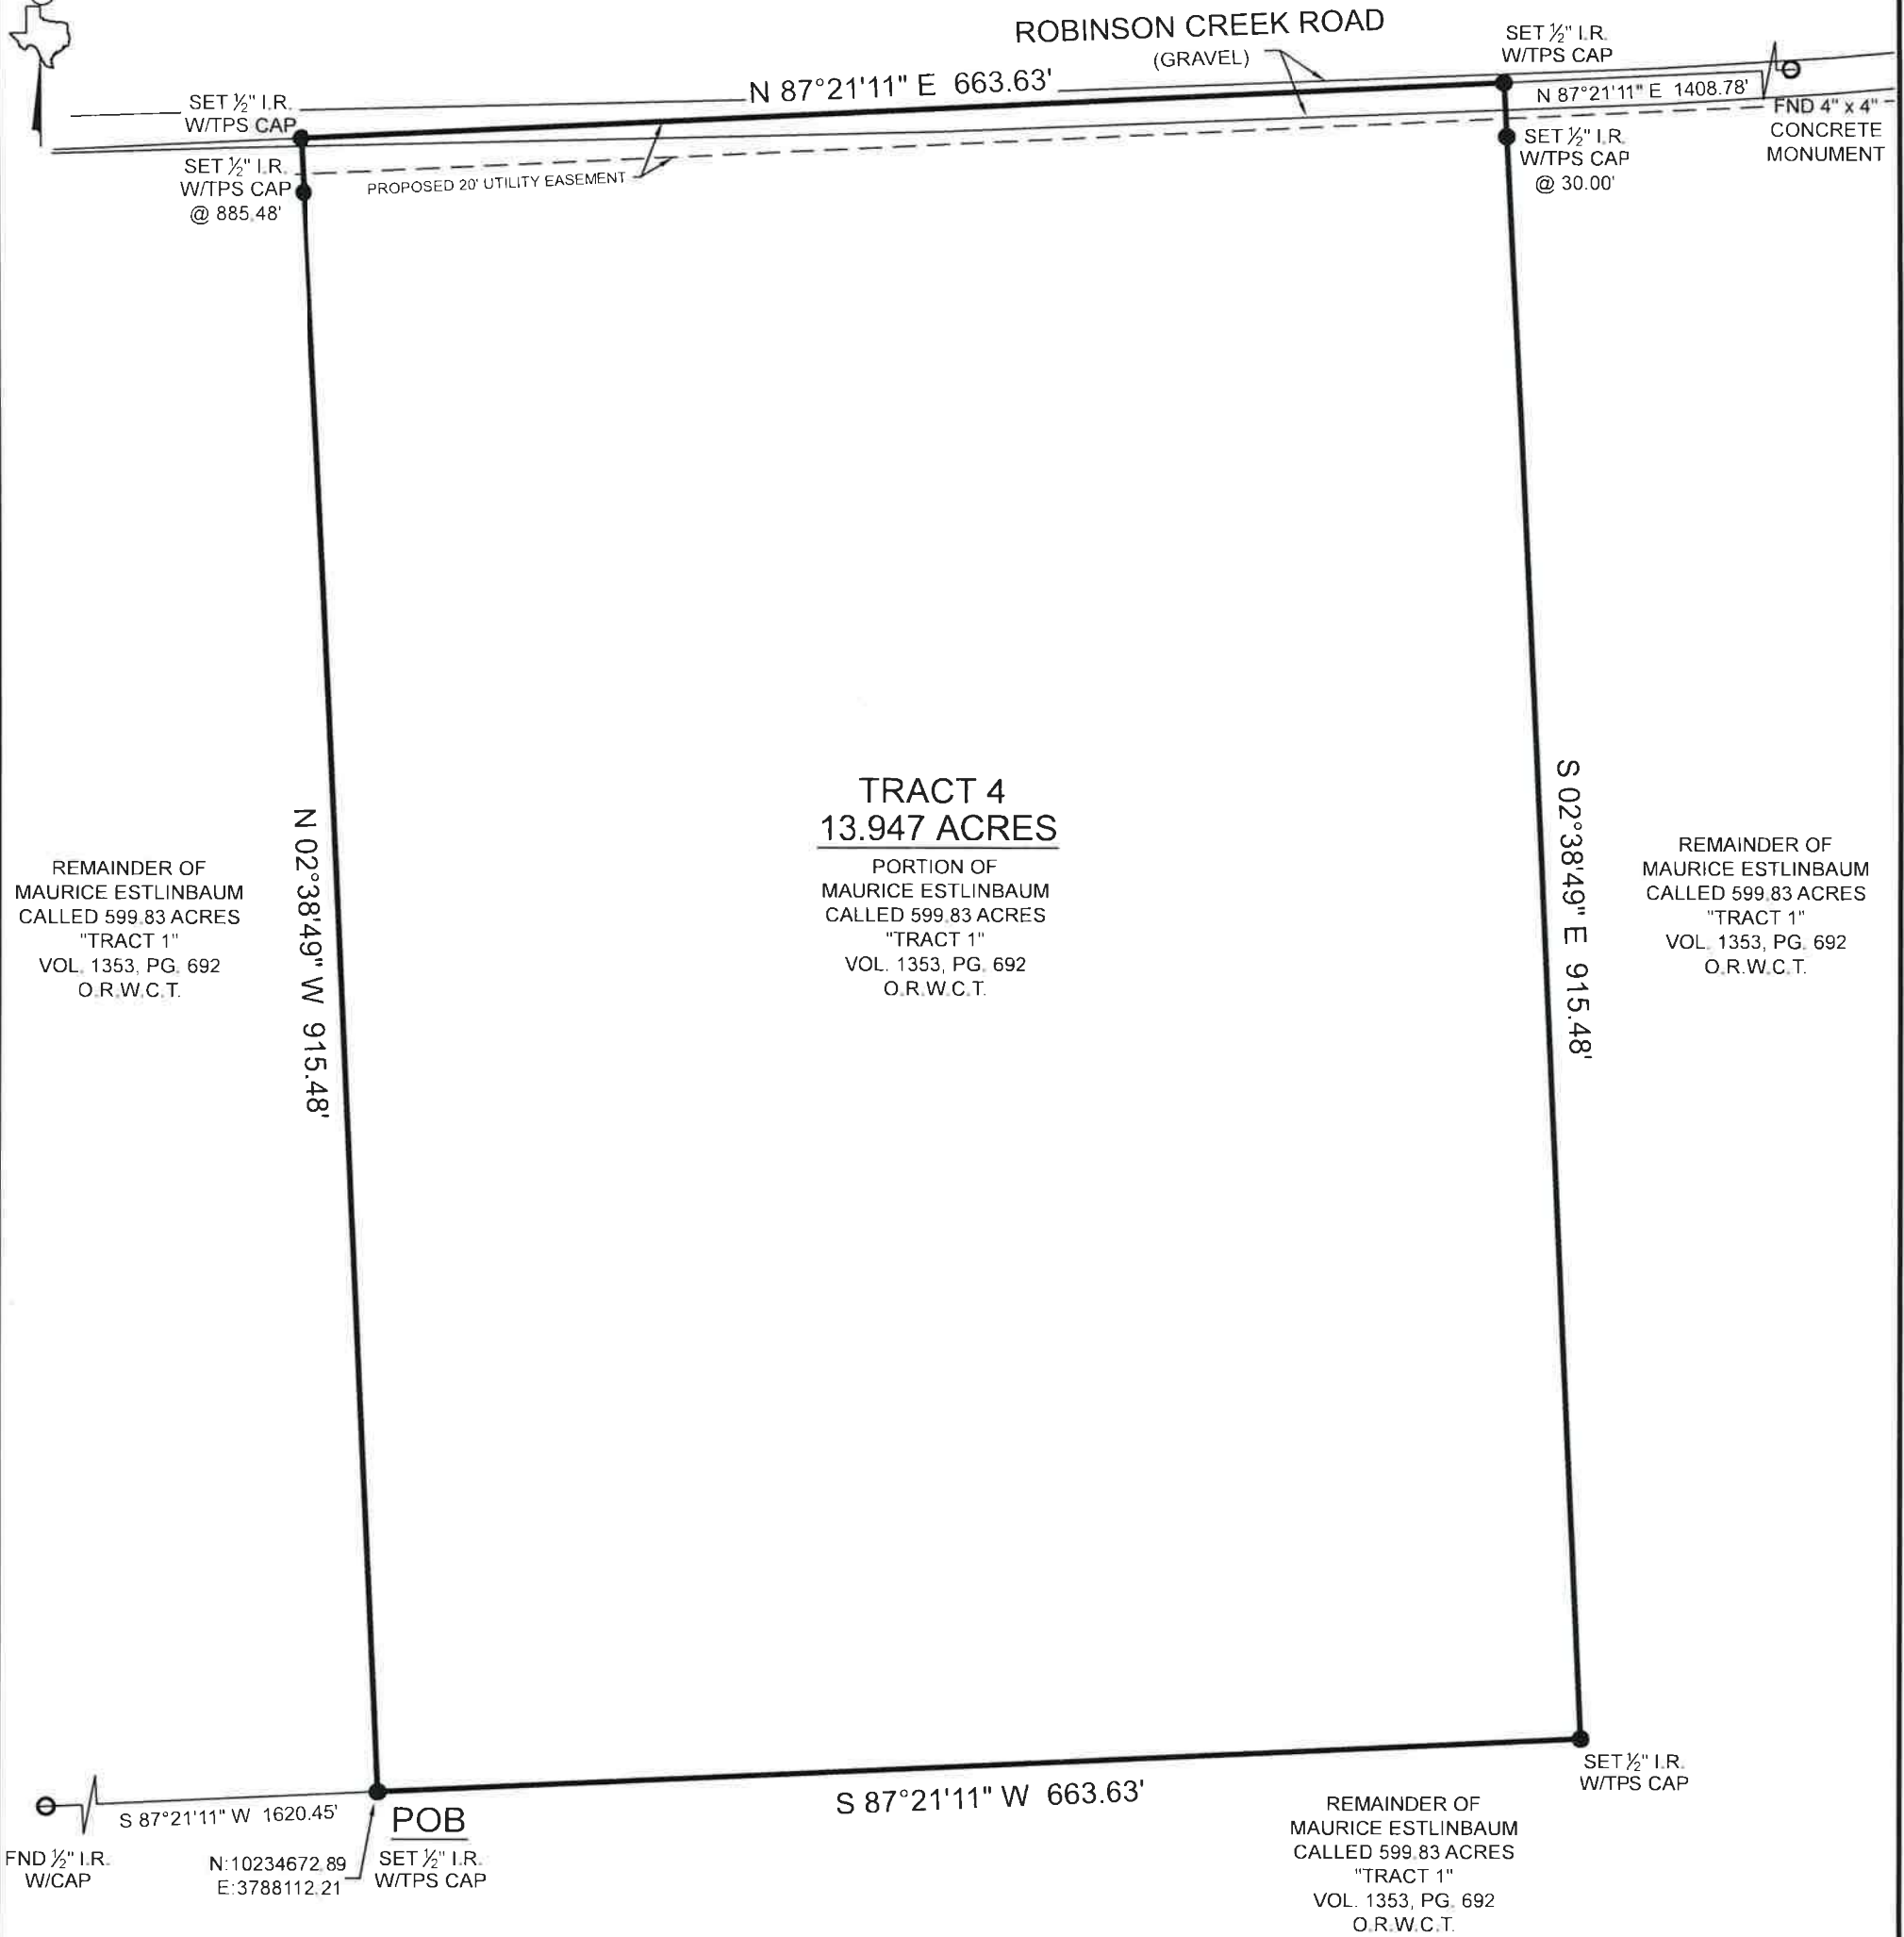 ROBINSON CREEK ROAD
(GRAVEL)
SET ½" I.R.
W/TPS CAP
N 87°21'11" E 663.63'
N 87°21'11" E 1408.78'
FND 4" x 4"
CONCRETE
MONUMENT
SET ½" I.R.
W/TPS CAP
SET ½" I.R.
W/TPS CAP
@ 885.48'
PROPOSED 20' UTILITY EASEMENT
SET ½" I.R.
W/TPS CAP
@ 30.00'
N 02°38'49" W 915.48'
S 02°38'49" E 915.48'
TRACT 4
13.947 ACRES
PORTION OF
MAURICE ESTLINBAUM
CALLED 599.83 ACRES
"TRACT 1"
VOL. 1353, PG. 692
O.R.W.C.T.
REMAINDER OF
MAURICE ESTLINBAUM
CALLED 599.83 ACRES
"TRACT 1"
VOL. 1353, PG. 692
O.R.W.C.T.
REMAINDER OF
MAURICE ESTLINBAUM
CALLED 599.83 ACRES
"TRACT 1"
VOL. 1353, PG. 692
O.R.W.C.T.
S 87°21'11" W 663.63'
SET ½" I.R.
W/TPS CAP
S 87°21'11" W 1620.45'
POB
FND ½" I.R.
W/CAP
N:10234672.89
E:3788112.21
SET ½" I.R.
W/TPS CAP
REMAINDER OF
MAURICE ESTLINBAUM
CALLED 599.83 ACRES
"TRACT 1"
VOL. 1353, PG. 692
O.R.W.C.T.